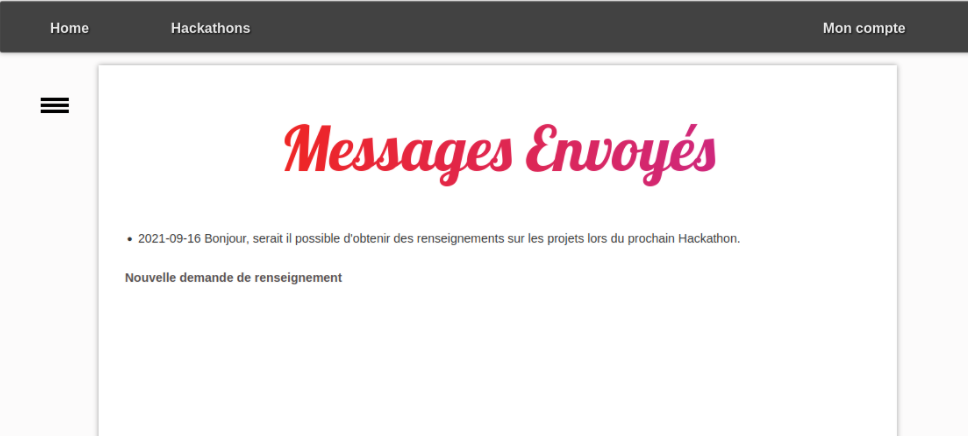 Home Hackathons Mon compte
Messages Envoyés
• 2021-09-16 Bonjour, serait il possible d'obtenir des renseignements sur les projets lors du prochain Hackathon.
Nouvelle demande de renseignement